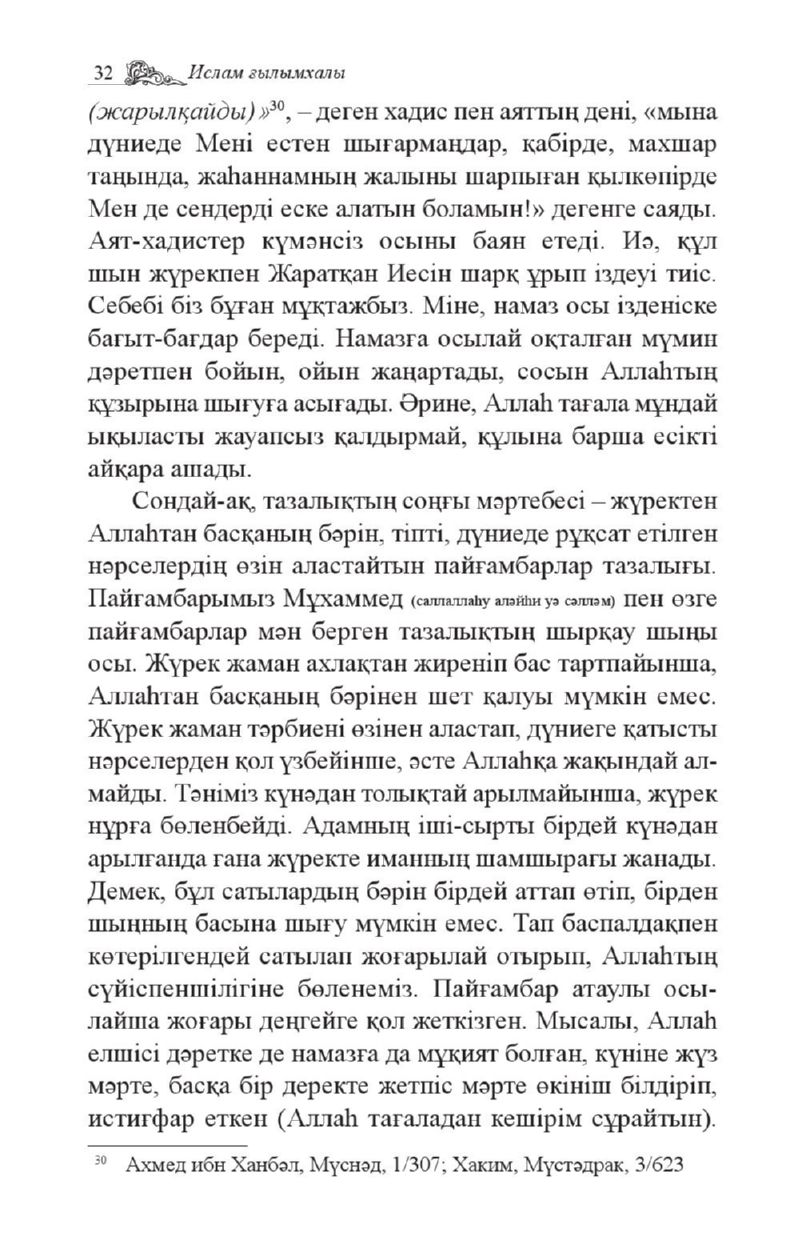 32 Ислам ғылымхалы
(жарылқайды)»³⁰, – деген хадис пен аяттың дені, «мына
дүниеде Мені естен шығармаңдар, қабірде, махшар
таңында, жаһаннамның жалыны шарпыған қылкөпірде
Мен де сендерді еске алатын боламын!» дегенге саяды.
Аят-хадистер күмәнсіз осыны баян етеді. Иә, құл
шын жүрекпен Жаратқан Иесін шарқ ұрып іздеуі тиіс.
Себебі біз бұған мұқтажбыз. Міне, намаз осы ізденіске
бағыт-бағдар береді. Намазға осылай оқталған мүмин
дәретпен бойын, ойын жаңартады, сосын Аллаһтың
құзырына шығуға асығады. Әрине, Аллаһ тағала мұндай
ықыласты жауапсыз қалдырмай, құлына барша есікті
айқара ашады.
Сондай-ақ, тазалықтың соңғы мәртебесі – жүректен
Аллаһтан басқаның бәрін, тіпті, дүниеде рұқсат етілген
нәрселердің өзін аластайтын пайғамбарлар тазалығы.
Пайғамбарымыз Мұхаммед (саллаллаһу аләйһи уә сәлләм) пен өзге
пайғамбарлар мән берген тазалықтың шырқау шыңы
осы. Жүрек жаман ахлақтан жиреніп бас тартпайынша,
Аллаһтан басқаның бәрінен шет қалуы мүмкін емес.
Жүрек жаман тәрбиені өзінен аластап, дүниеге қатысты
нәрселерден қол үзбейінше, әсте Аллаһқа жақындай ал-
майды. Тәніміз күнәдан толықтай арылмайынша, жүрек
нұрға бөленбейді. Адамның іші-сырты бірдей күнәдан
арылғанда ғана жүректе иманның шамшырағы жанады.
Демек, бұл сатылардың бәрін бірдей аттап өтіп, бірден
шыңның басына шығу мүмкін емес. Тап баспалдақпен
көтерілгендей сатылап жоғарылай отырып, Аллаһтың
сүйіспеншілігіне бөленеміз. Пайғамбар атаулы осы-
лайша жоғары деңгейге қол жеткізген. Мысалы, Аллаһ
елшісі дәретке де намазға да мұқият болған, күніне жүз
мәрте, басқа бір деректе жетпіс мәрте өкініш білдіріп,
истиғфар еткен (Аллаһ тағаладан кешірім сұрайтын).
³⁰ Ахмед ибн Ханбәл, Мүснәд, 1/307; Хаким, Мүстәдрак, 3/623